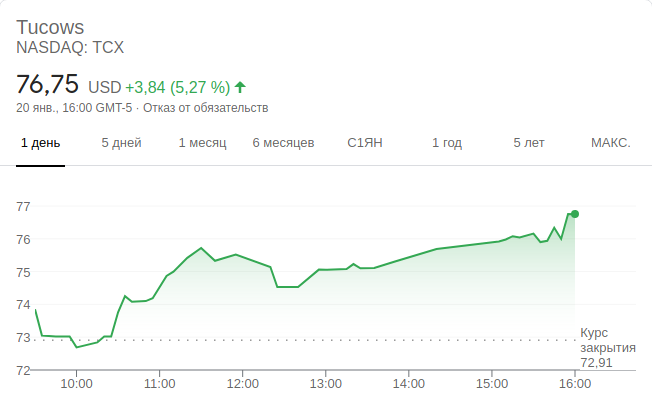 Tucows
NASDAQ: TCX
76,75 USD +3,84 (5,27 %)
20 янв., 16:00 GMT-5 · Отказ от обязательств
1 день 5 дней 1 месяц 6 месяцев С1ЯН 1 год 5 лет МАКС.
77
76
75
74
73
72
Курс
закрытия
72,91
10:00 11:00 12:00 13:00 14:00 15:00 16:00